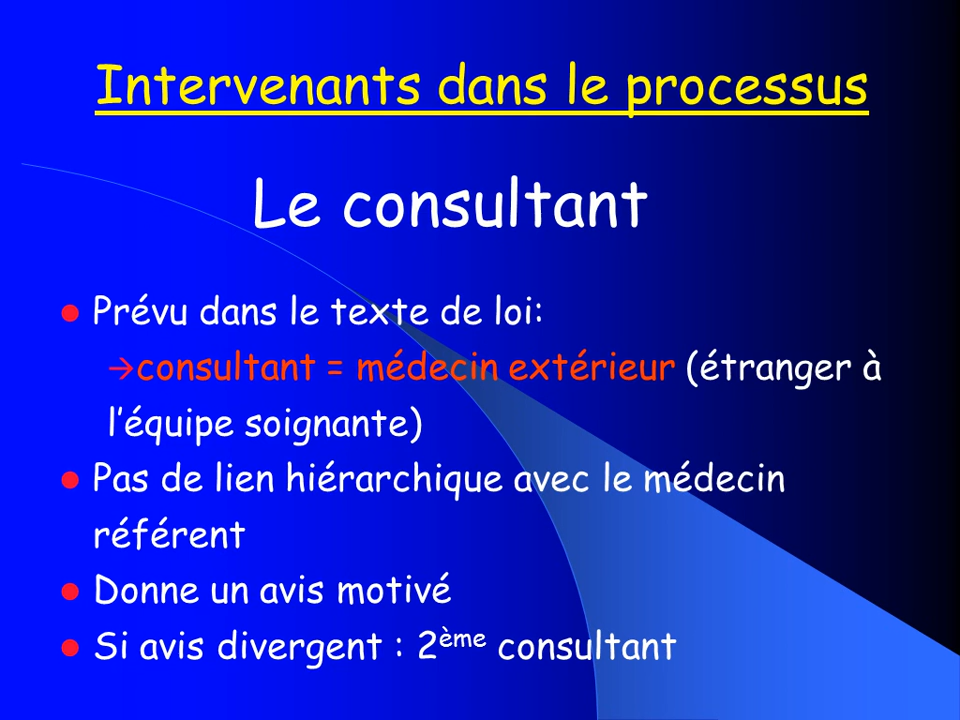 Intervenants dans le processus
Le consultant
Prévu dans le texte de loi:
→consultant = médecin extérieur (étranger à
l’équipe soignante)
Pas de lien hiérarchique avec le médecin
référent
Donne un avis motivé
Si avis divergent : 2ème consultant